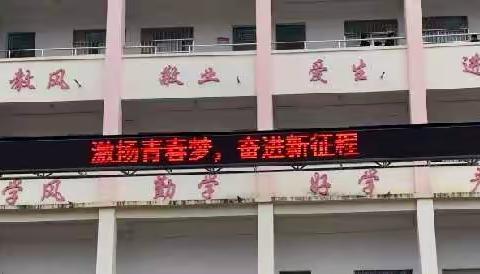 教风 敬业 爱生 进
激扬青春梦，奋进新征程
学风 勤学 好学